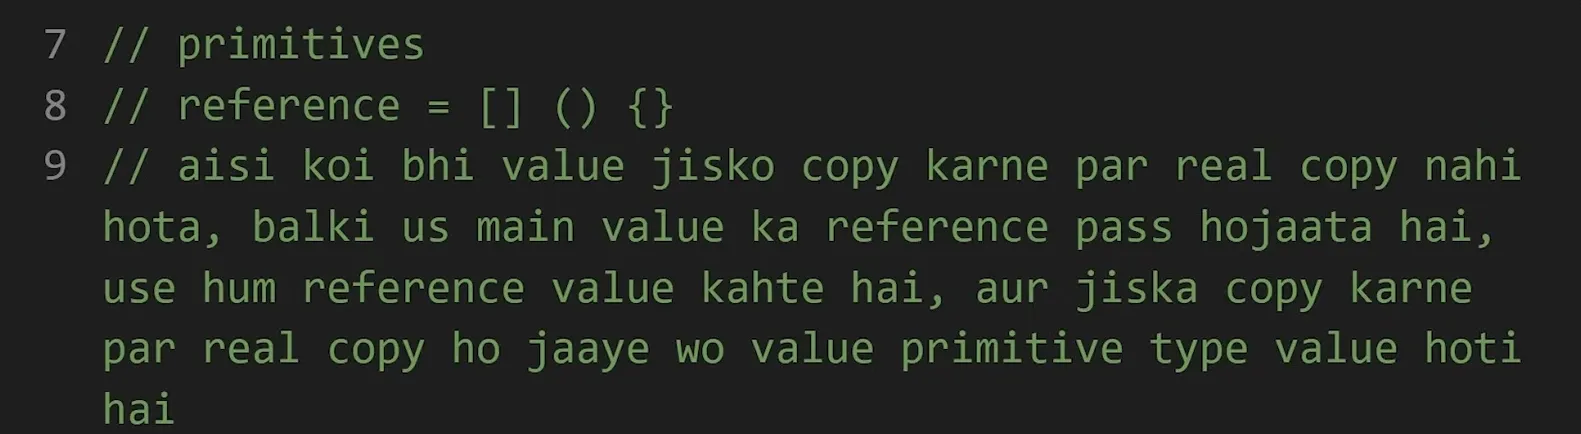 7 // primitives
8 // reference = [] () {}
9 // aisi koi bhi value jisko copy karne par real copy nahi
hota, balki us main value ka reference pass hojaata hai,
use hum reference value kahte hai, aur jiska copy karne
par real copy ho jaaye wo value primitive type value hoti
hai